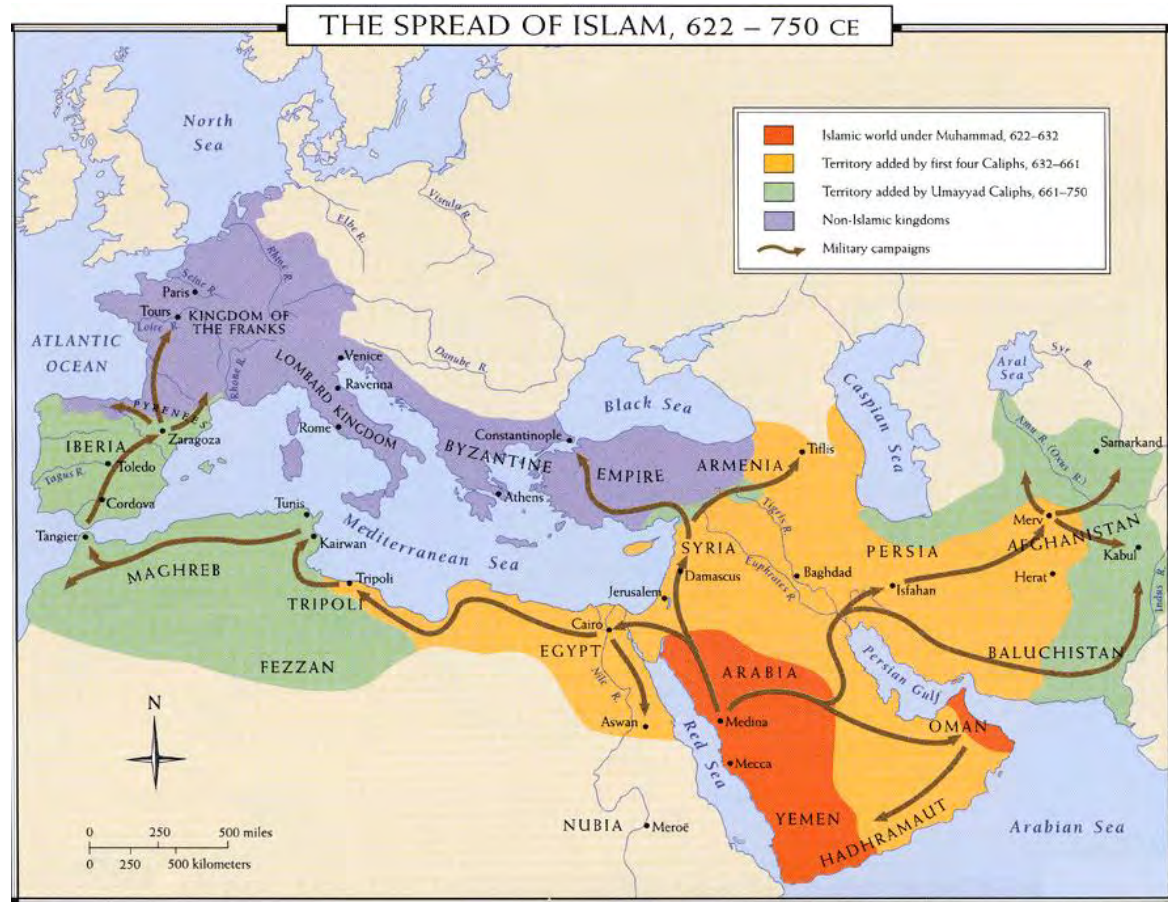 THE SPREAD OF ISLAM, 622 – 750 CE
Islamic world under Muhammad, 622–632
Territory added by first four Caliphs, 632–661
Territory added by Umayyad Caliphs, 661–750
Non-Islamic kingdoms
Military campaigns
North
Sea
Elbe R.
Vistula R.
Rhine R.
Seine R.
Paris
Tours
KINGDOM OF
THE FRANKS
Loire R.
ATLANTIC
OCEAN
Rhone R.
LOMBARD KINGDOM
Venice
Ravenna
Rome
Danube R.
Black Sea
Caspian Sea
Aral
Sea
Syr R.
Amu R. (Oxus R.)
Samarkand
PYRENEES
Zaragoza
IBERIA
Toledo
Tagus R.
Cordova
Constantinople
BYZANTINE
EMPIRE
Athens
ARMENIA
Tiflis
Tigris R.
Tunis
Tangier
Kairwan
MAGHREB
Mediterranean Sea
SYRIA
Damascus
Euphrates R.
Baghdad
PERSIA
Isfahan
Merv
AFGHANISTAN
Kabul
Herat
Indus R.
Tripoli
TRIPOLI
Jerusalem
Cairo
EGYPT
Nile R.
FEZZAN
Aswan
ARABIA
Medina
Mecca
Red Sea
Persian Gulf
BALUCHISTAN
OMAN
YEMEN
HADHRAMAUT
Arabian Sea
NUBIA
Meroë
N
0 250 500 miles
0 250 500 kilometers